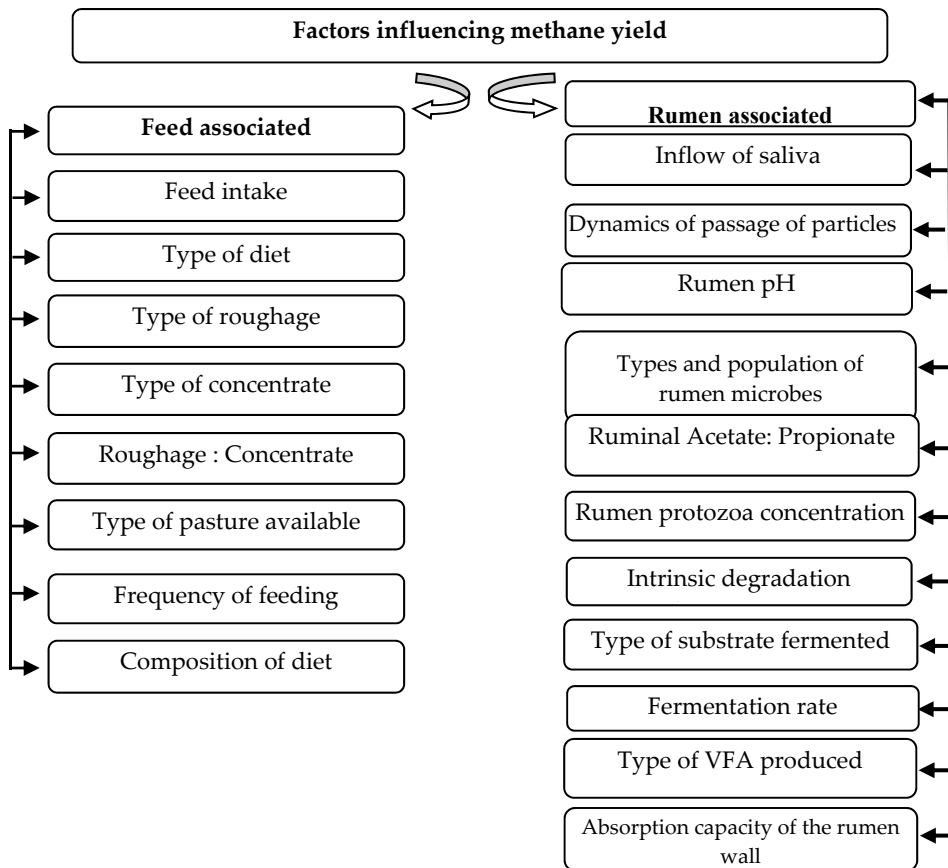 Factors influencing methane yield
Feed associated
Feed intake
Type of diet
Type of roughage
Type of concentrate
Roughage : Concentrate
Type of pasture available
Frequency of feeding
Composition of diet
Rumen associated
Inflow of saliva
Dynamics of passage of particles
Rumen pH
Types and population of
rumen microbes
Ruminal Acetate: Propionate
Rumen protozoa concentration
Intrinsic degradation
Type of substrate fermented
Fermentation rate
Type of VFA produced
Absorption capacity of the rumen
wall